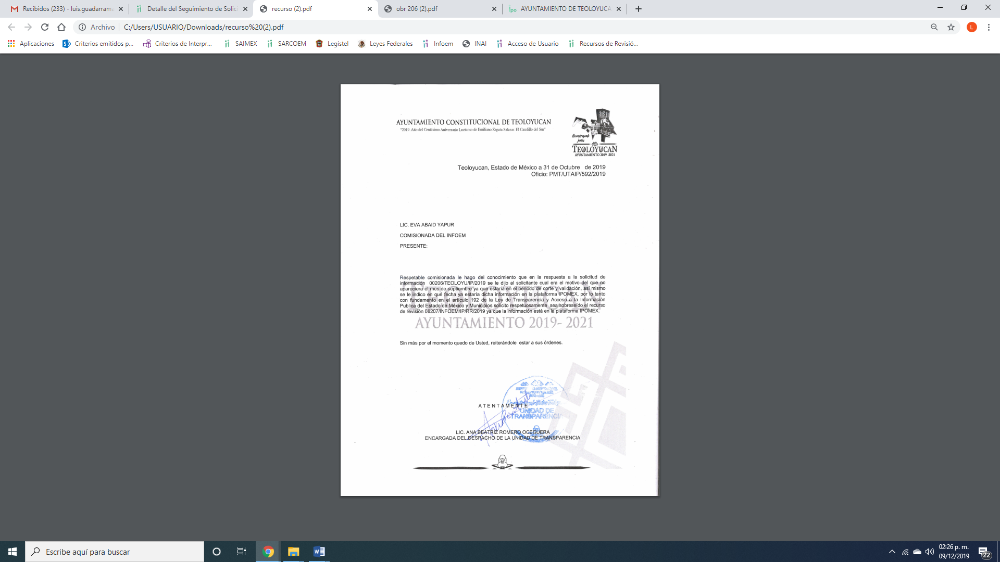 Recibidos (233) - luis.guadarrama
Detalle del Seguimiento de Solici
recurso (2).pdf
obr 206 (2).pdf
AYUNTAMIENTO DE TEOLOYUCA
Archivo
C:/Users/USUARIO/Downloads/recurso%20(2).pdf
L
Aplicaciones
Criterios emitidos p...
Criterios de Interpr...
SAIMEX
SARCOEM
Legistel
Leyes Federales
Infoem
INAI
Acceso de Usuario
Recursos de Revisió...
AYUNTAMIENTO CONSTITUCIONAL DE TEOLOYUCAN
"2019. Año del Centésimo Aniversario Luctuoso de Emiliano Zapata Salazar. El Caudillo del Sur"
Reconstruyendo
juntos
TEOLOYUCAN
AYUNTAMIENTO 2019 -2021
Teoloyucan, Estado de México a 31 de Octubre de 2019
Oficio: PMT/UTAIP/592/2019
LIC. EVA ABAID YAPUR
COMISIONADA DEL INFOEM
PRESENTE:
Respetable comisionada le hago del conocimiento que en la respuesta a la solicitud de
información 00206/TEOLOYU/IP/2019 se le dijo al solicitante cual era el motivo del que no
apareciera el mes de septiembre ya que estaría en el periodo de corte y validación, así mismo
se le indico en qué fecha ya estaría dicha información en la plataforma IPOMEX, por lo tanto
con fundamento en el artículo 192 de la Ley de Transparencia y Acceso a la Información
Publica del Estado de México y Municipios solicito respetuosamente sea sobreseído el recurso
de revisión 08207/INFOEM/IP/RR/2019 ya que la información está en la plataforma IPOMEX.
TEOLOYUCAN
AYUNTAMIENTO 2019- 2021
Sin más por el momento quedo de Usted, reiterándole estar a sus órdenes.
ATENTAMENTE
UNIDAD DE
TRANSPARENCIA
LIC. ANA BEATRIZ ROMERO OCEGUERA
ENCARGADA DEL DESPACHO DE LA UNIDAD DE TRANSPARENCIA
Escribe aquí para buscar
02:26 p. m.
09/12/2019
22